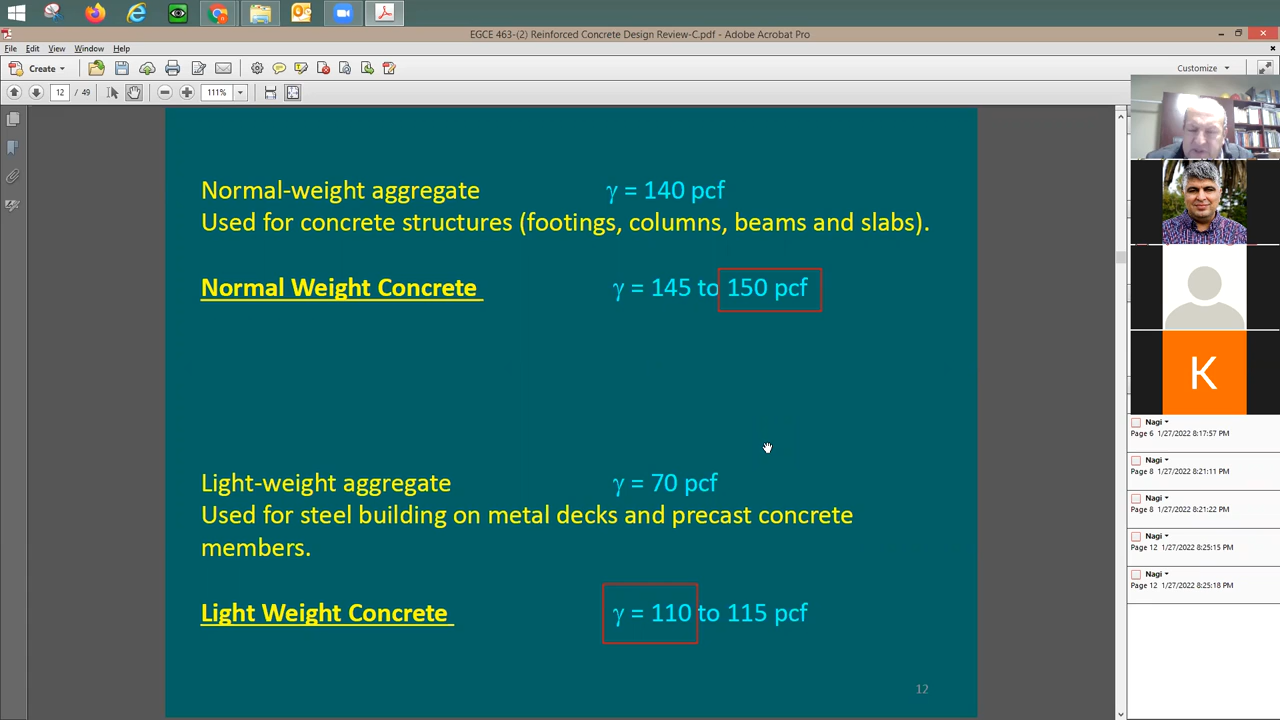 EGCE 463-(2) Reinforced Concrete Design Review-C.pdf - Adobe Acrobat Pro
File Edit View Window Help
Create
Customize
12 / 49
111%
Normal-weight aggregate γ = 140 pcf
Used for concrete structures (footings, columns, beams and slabs).
Normal Weight Concrete γ = 145 to 150 pcf
Light-weight aggregate γ = 70 pcf
Used for steel building on metal decks and precast concrete
members.
Light Weight Concrete γ = 110 to 115 pcf
12
K
Nagi
Page 6 1/27/2022 8:17:57 PM
Nagi
Page 8 1/27/2022 8:21:11 PM
Nagi
Page 8 1/27/2022 8:21:22 PM
Nagi
Page 12 1/27/2022 8:25:15 PM
Nagi
Page 12 1/27/2022 8:25:18 PM